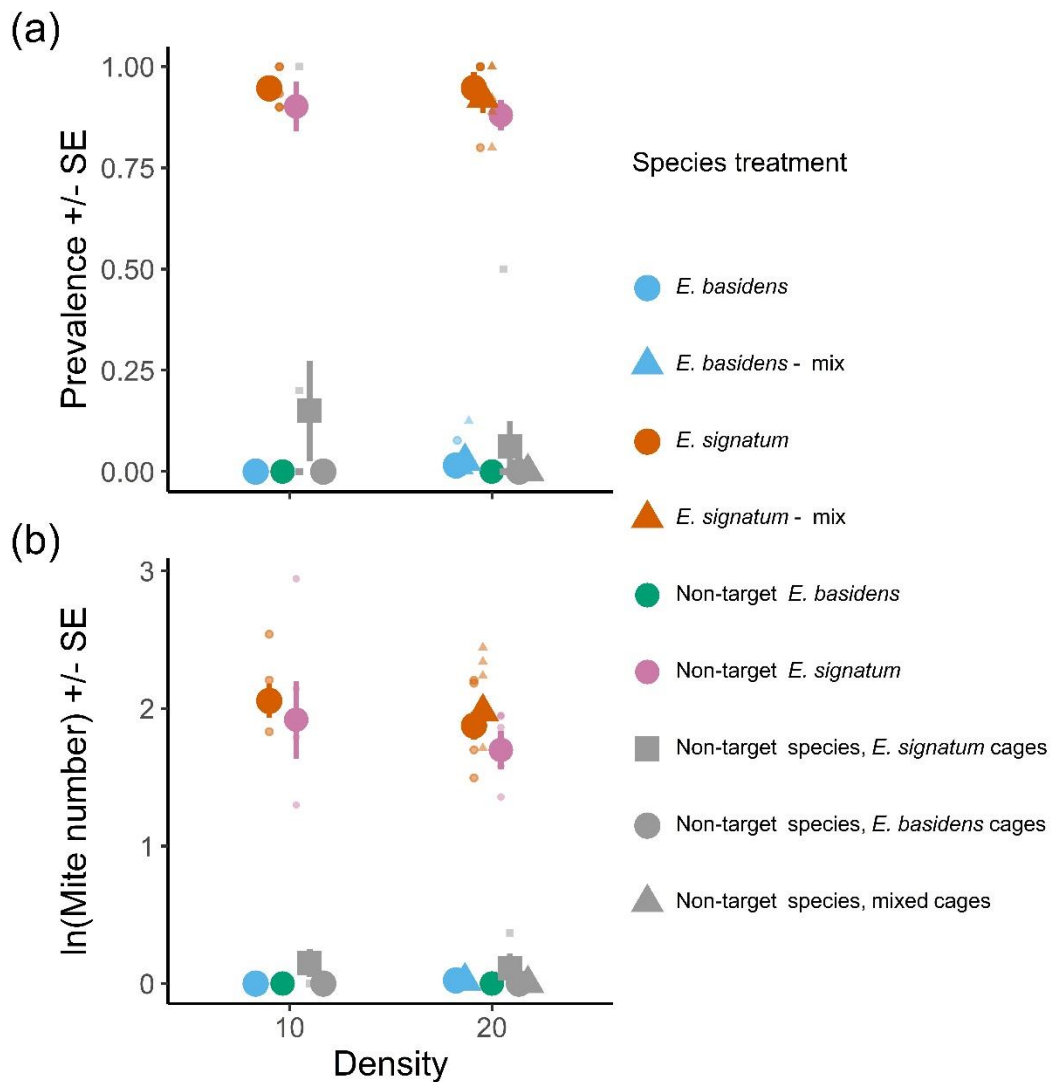 (a)
1.00
0.75
0.50
0.25
0.00
Prevalence +/- SE
(b)
3
2
1
0
ln(Mite number) +/- SE
10
20
Density
Species treatment
E. basidens
E. basidens - mix
E. signatum
E. signatum - mix
Non-target E. basidens
Non-target E. signatum
Non-target species, E. signatum cages
Non-target species, E. basidens cages
Non-target species, mixed cages